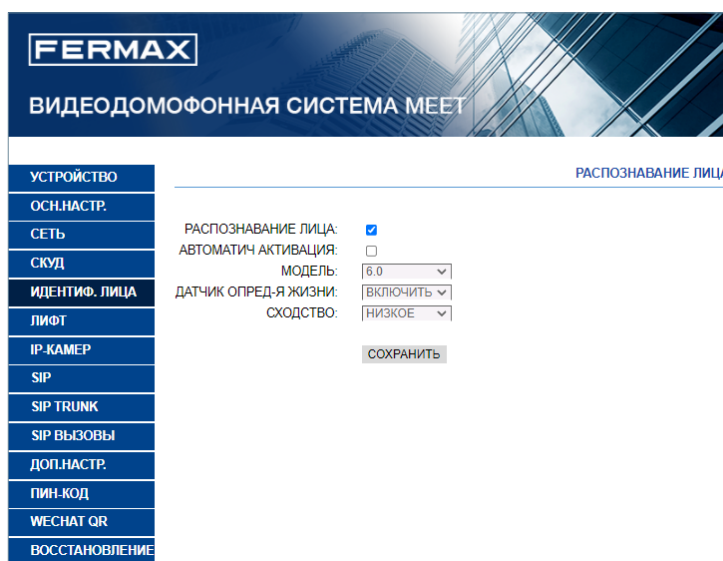 FERMAX
ВИДЕОДОМОФОННАЯ СИСТЕМА MEET
РАСПОЗНАВАНИЕ ЛИЦА
УСТРОЙСТВО
ОСН.НАСТР.
СЕТЬ
СКУД
ИДЕНТИФ. ЛИЦА
ЛИФТ
IP-КАМЕР
SIP
SIP TRUNK
SIP ВЫЗОВЫ
ДОП.НАСТР.
ПИН-КОД
WECHAT QR
ВОССТАНОВЛЕНИЕ
РАСПОЗНАВАНИЕ ЛИЦА:
АВТОМАТИЧ АКТИВАЦИЯ:
МОДЕЛЬ: 6.0
ДАТЧИК ОПРЕД-Я ЖИЗНИ: ВКЛЮЧИТЬ
СХОДСТВО: НИЗКОЕ
СОХРАНИТЬ